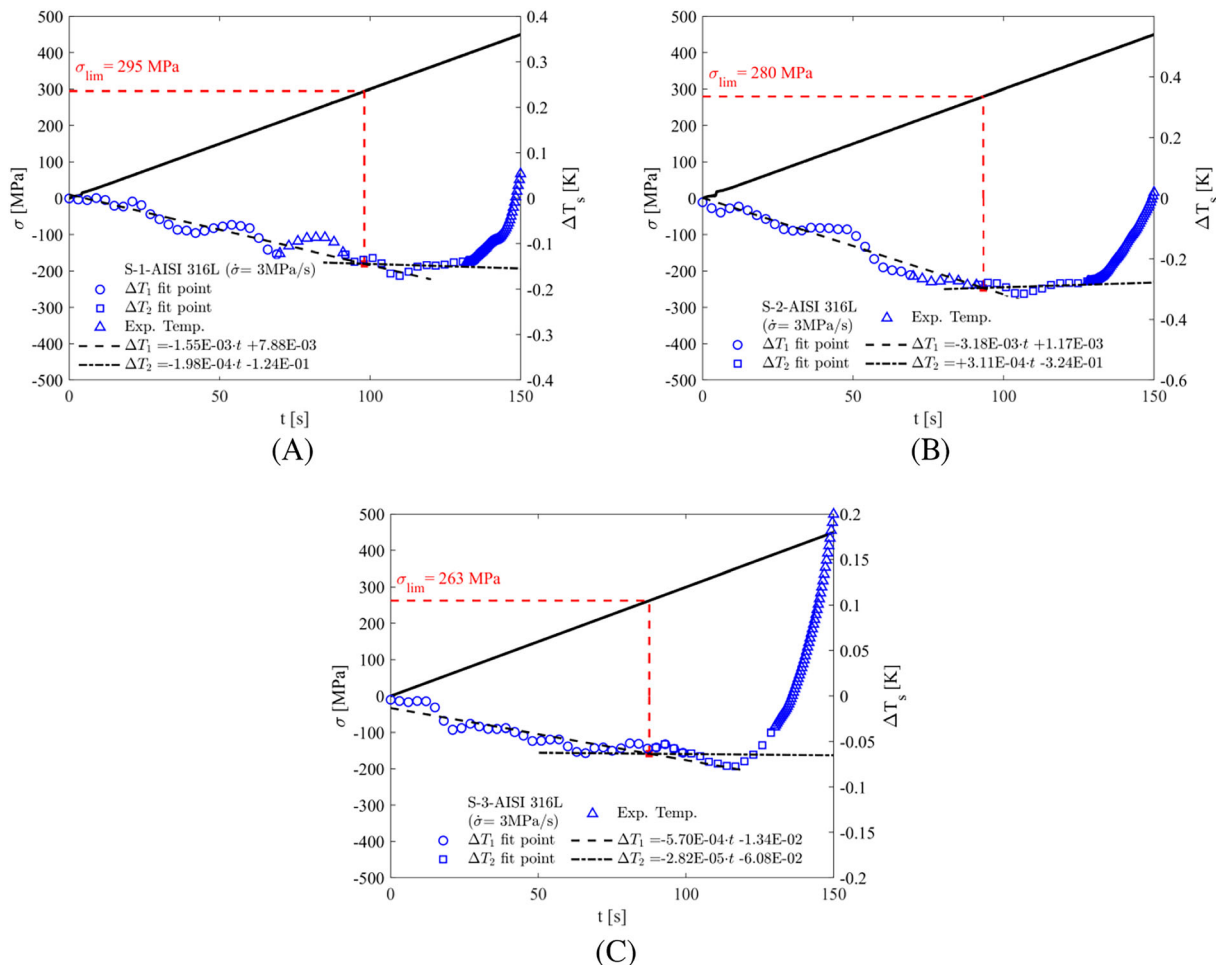 500
400
300
200
100
0
-100
-200
-300
-400
-500
σ [MPa]
0.4
0.3
0.2
0.1
0
-0.1
-0.2
-0.3
-0.4
ΔT_s [K]
σ_lim = 295 MPa
S-1-AISI 316L (σ̇= 3MPa/s)
ΔT₁ fit point
ΔT₂ fit point
Exp. Temp.
ΔT₁ =-1.55E-03·t +7.88E-03
ΔT₂ =-1.98E-04·t -1.24E-01
0
50
100
150
t [s]
(A)
500
400
300
200
100
0
-100
-200
-300
-400
-500
σ [MPa]
0.4
0.2
0
-0.2
-0.4
-0.6
ΔT_s [K]
σ_lim = 280 MPa
S-2-AISI 316L
(σ̇= 3MPa/s)
ΔT₁ fit point
ΔT₂ fit point
Exp. Temp.
ΔT₁ =-3.18E-03·t +1.17E-03
ΔT₂ =+3.11E-04·t -3.24E-01
0
50
100
150
t [s]
(B)
500
400
300
200
100
0
-100
-200
-300
-400
-500
σ [MPa]
0.2
0.15
0.1
0.05
0
-0.05
-0.1
-0.15
-0.2
ΔT_s [K]
σ_lim = 263 MPa
S-3-AISI 316L
(σ̇= 3MPa/s)
ΔT₁ fit point
ΔT₂ fit point
Exp. Temp.
ΔT₁ =-5.70E-04·t -1.34E-02
ΔT₂ =-2.82E-05·t -6.08E-02
0
50
100
150
t [s]
(C)